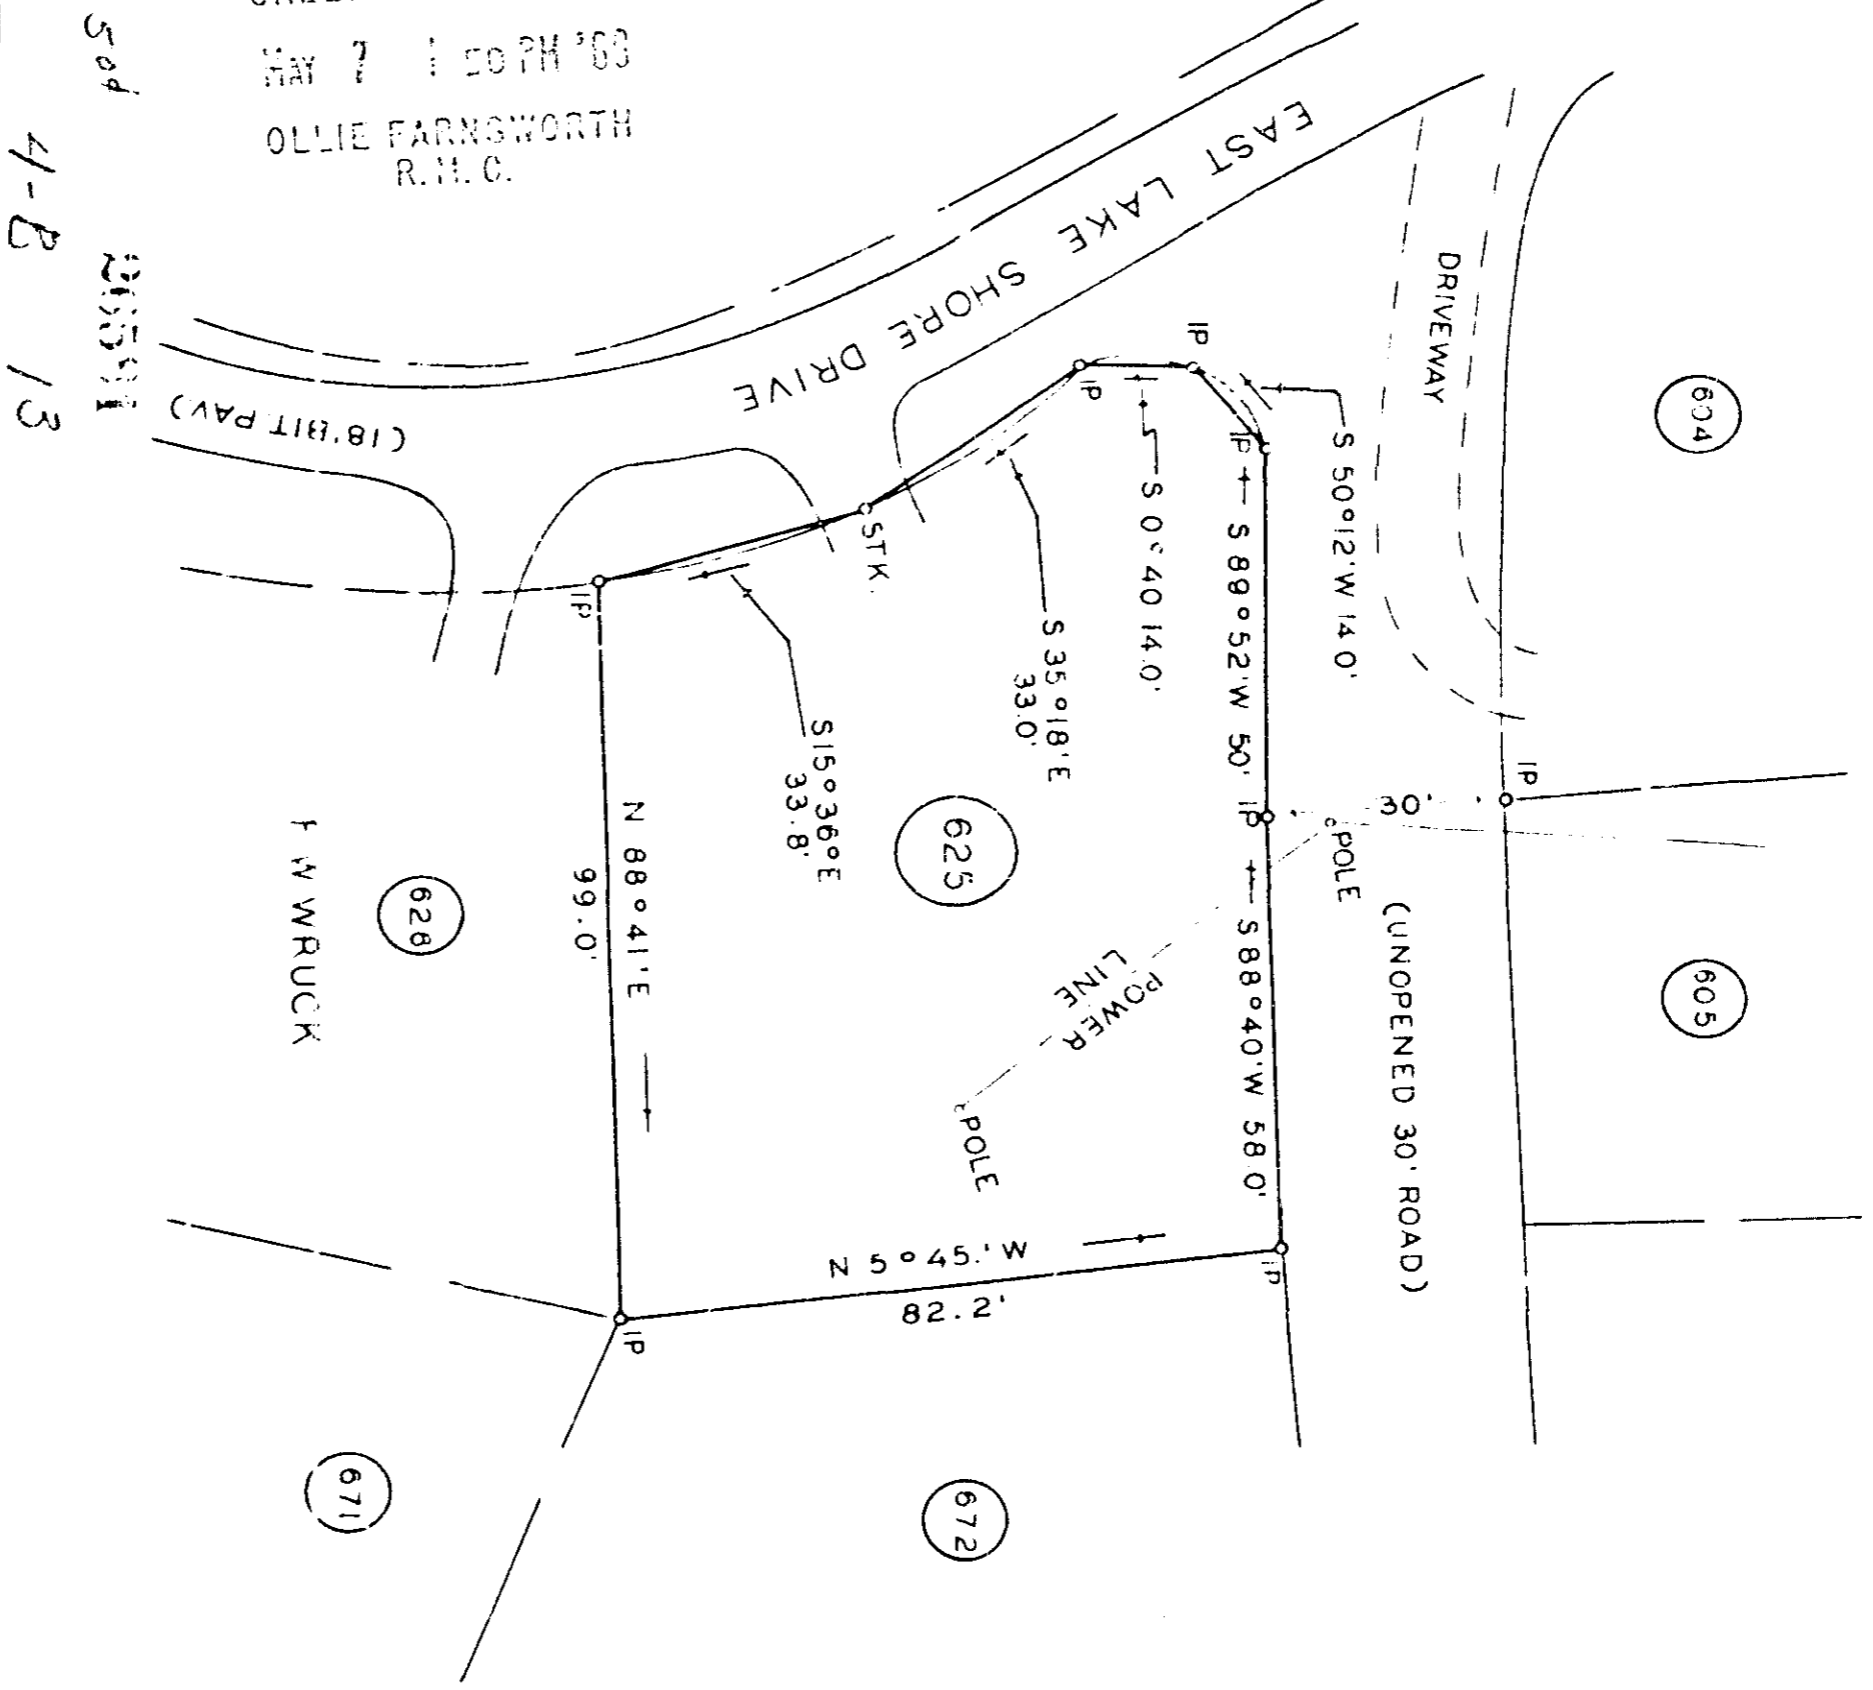 MAY 7 1 50 PM '69
OLLIE FARNSWORTH
R.M.C.
4-B 13
EAST LAKE SHORE DRIVE
(18' BIT PAV)
DRIVEWAY
604
605
IP
IP
S 50°12'W 14.0'
IP
S 0°40 14.0'
IP
S 89°52'W 50'
IP
30'
POLE
(UNOPENED 30' ROAD)
S 88°40'W 58.0'
IP
STK.
S 35°18'E
33.0'
S15°36°E
33.8'
IP
625
POWER
LINE
POLE
N 88°41'E
99.0'
N 5°45.'W
82.2'
IP
628
F W WRUCK
671
672